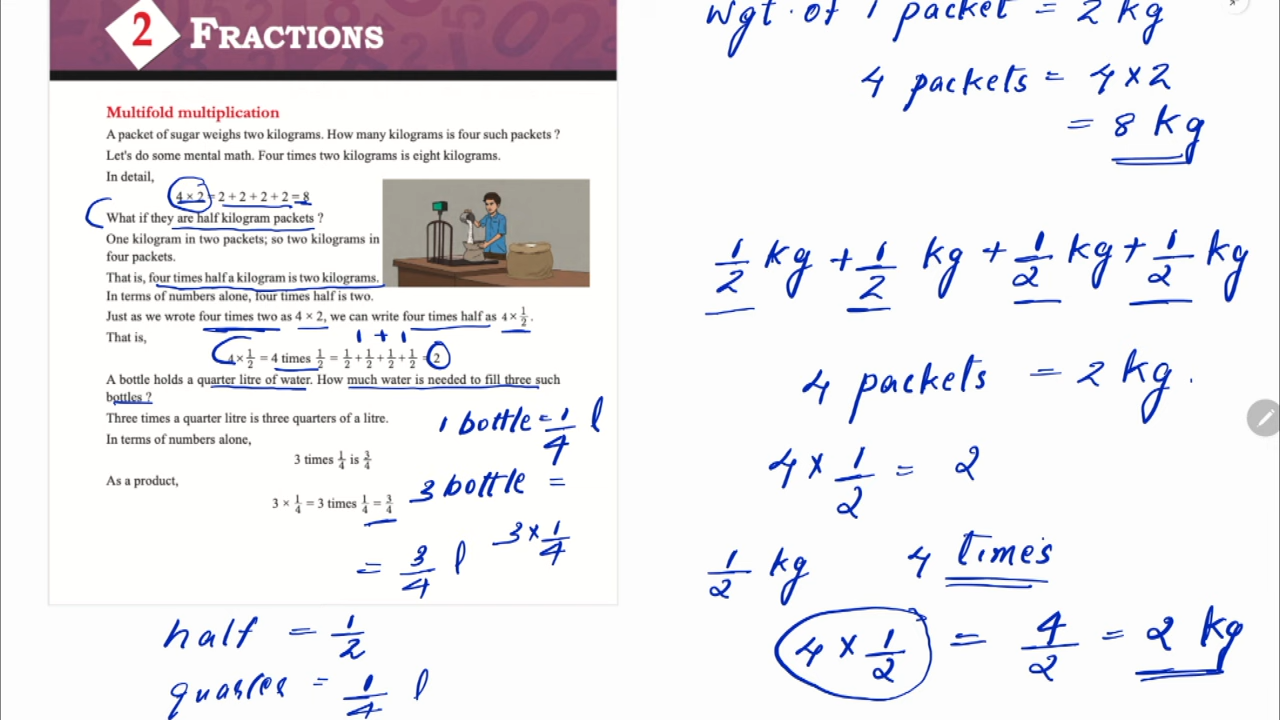 2 FRACTIONS
Multifold multiplication
A packet of sugar weighs two kilograms. How many kilograms is four such packets ?
Let's do some mental math. Four times two kilograms is eight kilograms.
In detail,
4 × 2 = 2 + 2 + 2 + 2 = 8
What if they are half kilogram packets ?
One kilogram in two packets; so two kilograms in
four packets.
That is, four times half a kilogram is two kilograms.
In terms of numbers alone, four times half is two.
Just as we wrote four times two as 4 × 2, we can write four times half as 4 × 1/2 .
That is,
1 + 1
4 × 1/2 = 4 times 1/2 = 1/2 + 1/2 + 1/2 + 1/2 = 2
A bottle holds a quarter litre of water. How much water is needed to fill three such
bottles ?
Three times a quarter litre is three quarters of a litre.
In terms of numbers alone,
3 times 1/4 is 3/4
As a product,
3 × 1/4 = 3 times 1/4 = 3/4
1 bottle = 1/4 l
3 bottle =
3 × 1/4
= 3/4 l
half = 1/2
quarter = 1/4 l
wgt. of 1 packet = 2 kg
4 packets = 4 × 2
= 8 kg
1/2 kg + 1/2 kg + 1/2 kg + 1/2 kg
4 packets = 2 kg.
4 × 1/2 = 2
1/2 kg 4 times
4 × 1/2 = 4/2 = 2 kg